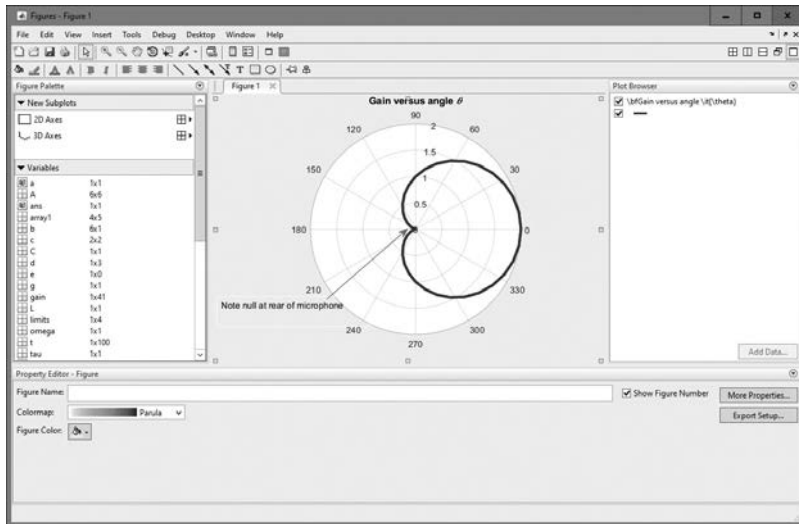 Figures - Figure 1
File Edit View Insert Tools Debug Desktop Window Help
Figure Palette
New Subplots
2D Axes
3D Axes
Variables
a 1x1
A 6x6
ans 1x1
array1 4x5
b 6x1
c 2x2
C 1x1
d 1x3
e 1x0
g 1x1
gain 1x41
L 1x1
limits 1x4
omega 1x1
t 1x100
tau 1x1
Figure 1
Gain versus angle θ
90
120 2 60
1.5
150 30
1
0.5
180 0
210 330
Note null at rear of microphone
240 300
270
Plot Browser
\bfGain versus angle \it{\theta}
Add Data...
Property Editor - Figure
Figure Name:
Show Figure Number
More Properties...
Colormap: Parula
Export Setup...
Figure Color: